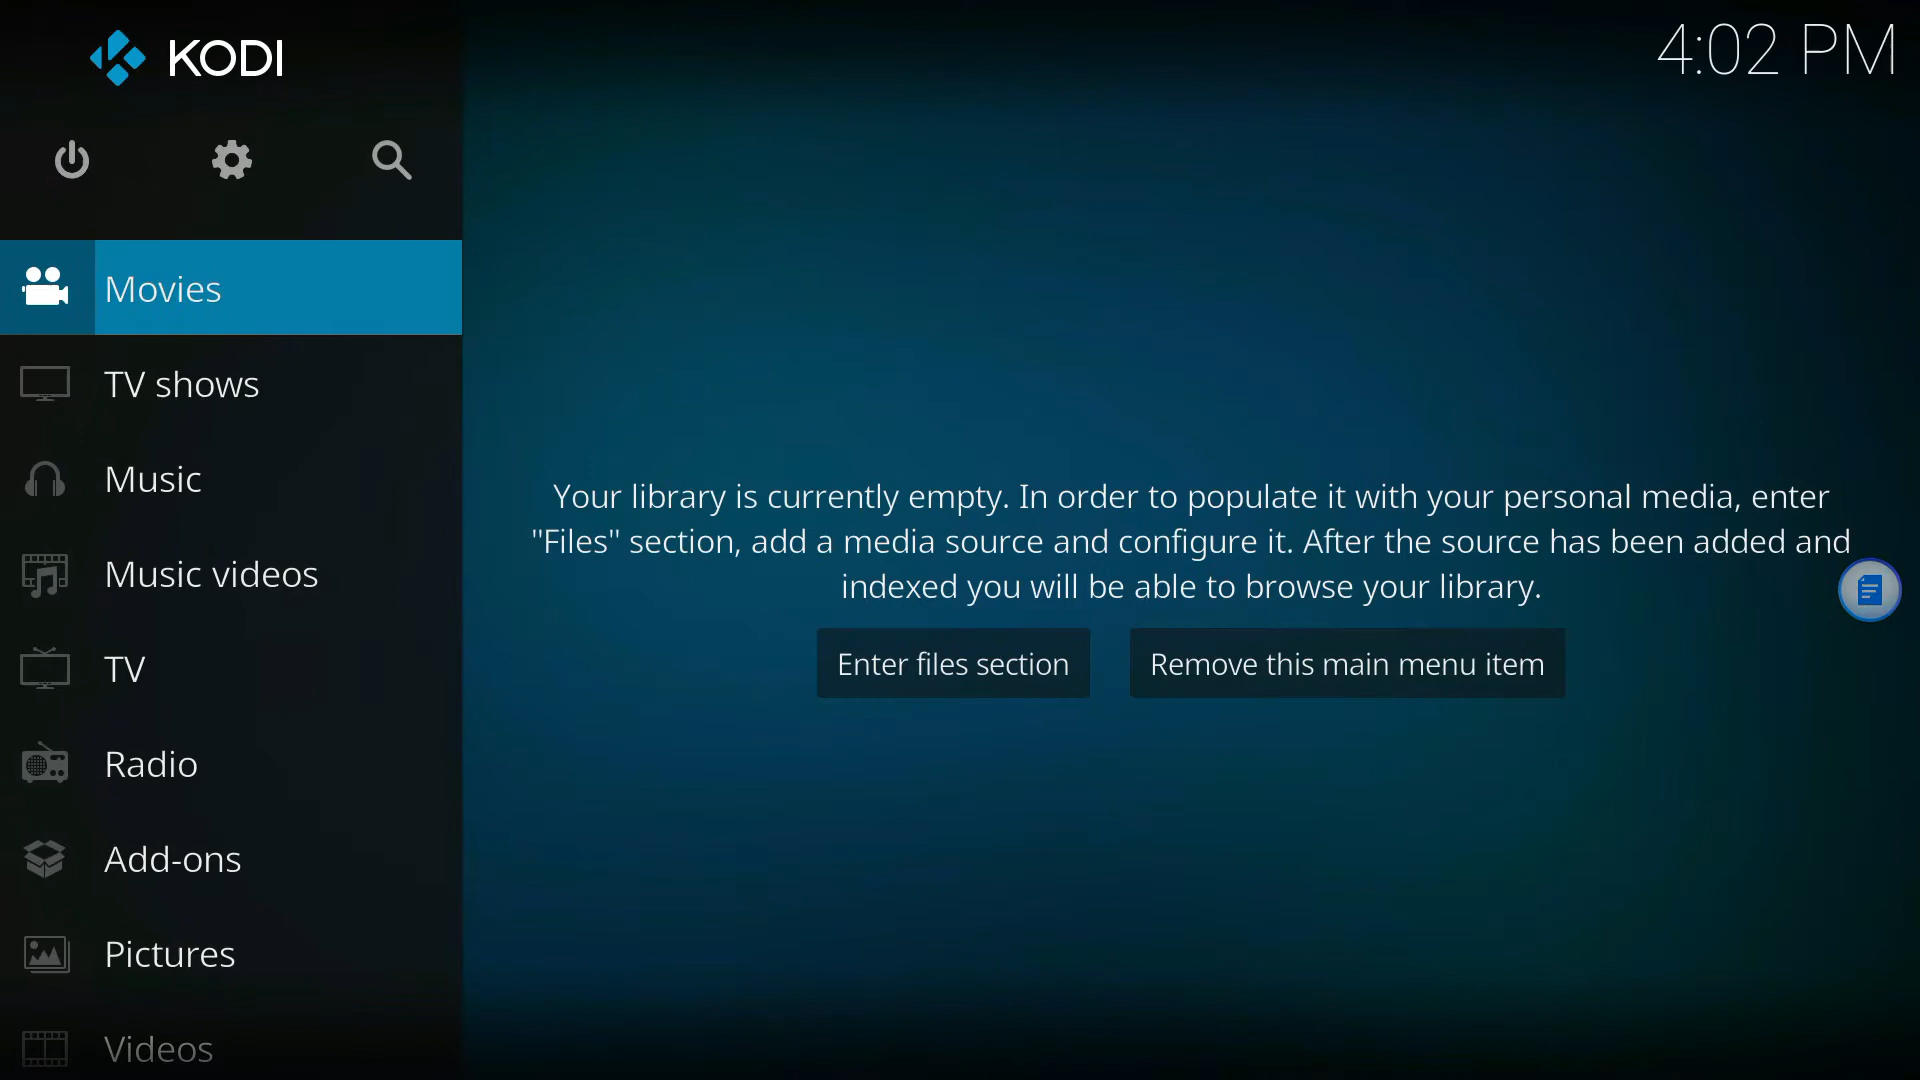 KODI
4:02 PM
Movies
TV shows
Music
Music videos
TV
Radio
Add-ons
Pictures
Videos
Your library is currently empty. In order to populate it with your personal media, enter
"Files" section, add a media source and configure it. After the source has been added and
indexed you will be able to browse your library.
Enter files section
Remove this main menu item